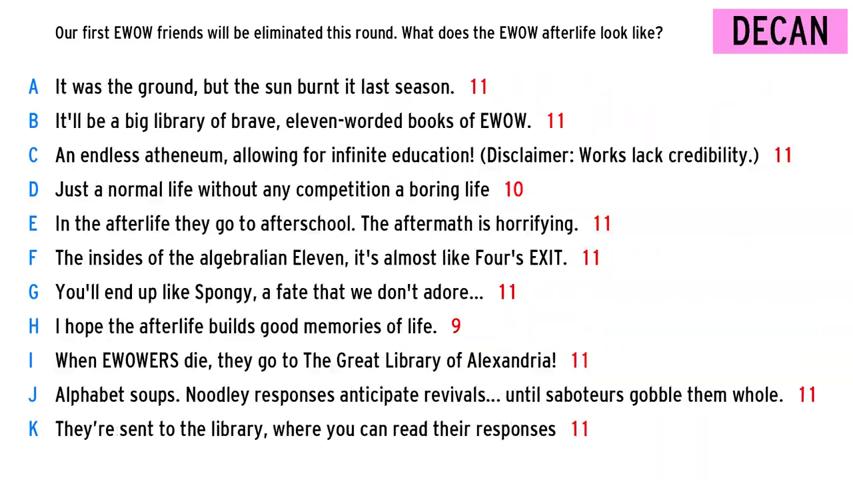 Our first EWOW friends will be eliminated this round. What does the EWOW afterlife look like?
DECAN
A It was the ground, but the sun burnt it last season. 11
B It'll be a big library of brave, eleven-worded books of EWOW. 11
C An endless atheneum, allowing for infinite education! (Disclaimer: Works lack credibility.) 11
D Just a normal life without any competition a boring life 10
E In the afterlife they go to afterschool. The aftermath is horrifying. 11
F The insides of the algebralian Eleven, it's almost like Four's EXIT. 11
G You'll end up like Spongy, a fate that we don't adore... 11
H I hope the afterlife builds good memories of life. 9
I When EWOWERS die, they go to The Great Library of Alexandria! 11
J Alphabet soups. Noodley responses anticipate revivals... until saboteurs gobble them whole. 11
K They’re sent to the library, where you can read their responses 11